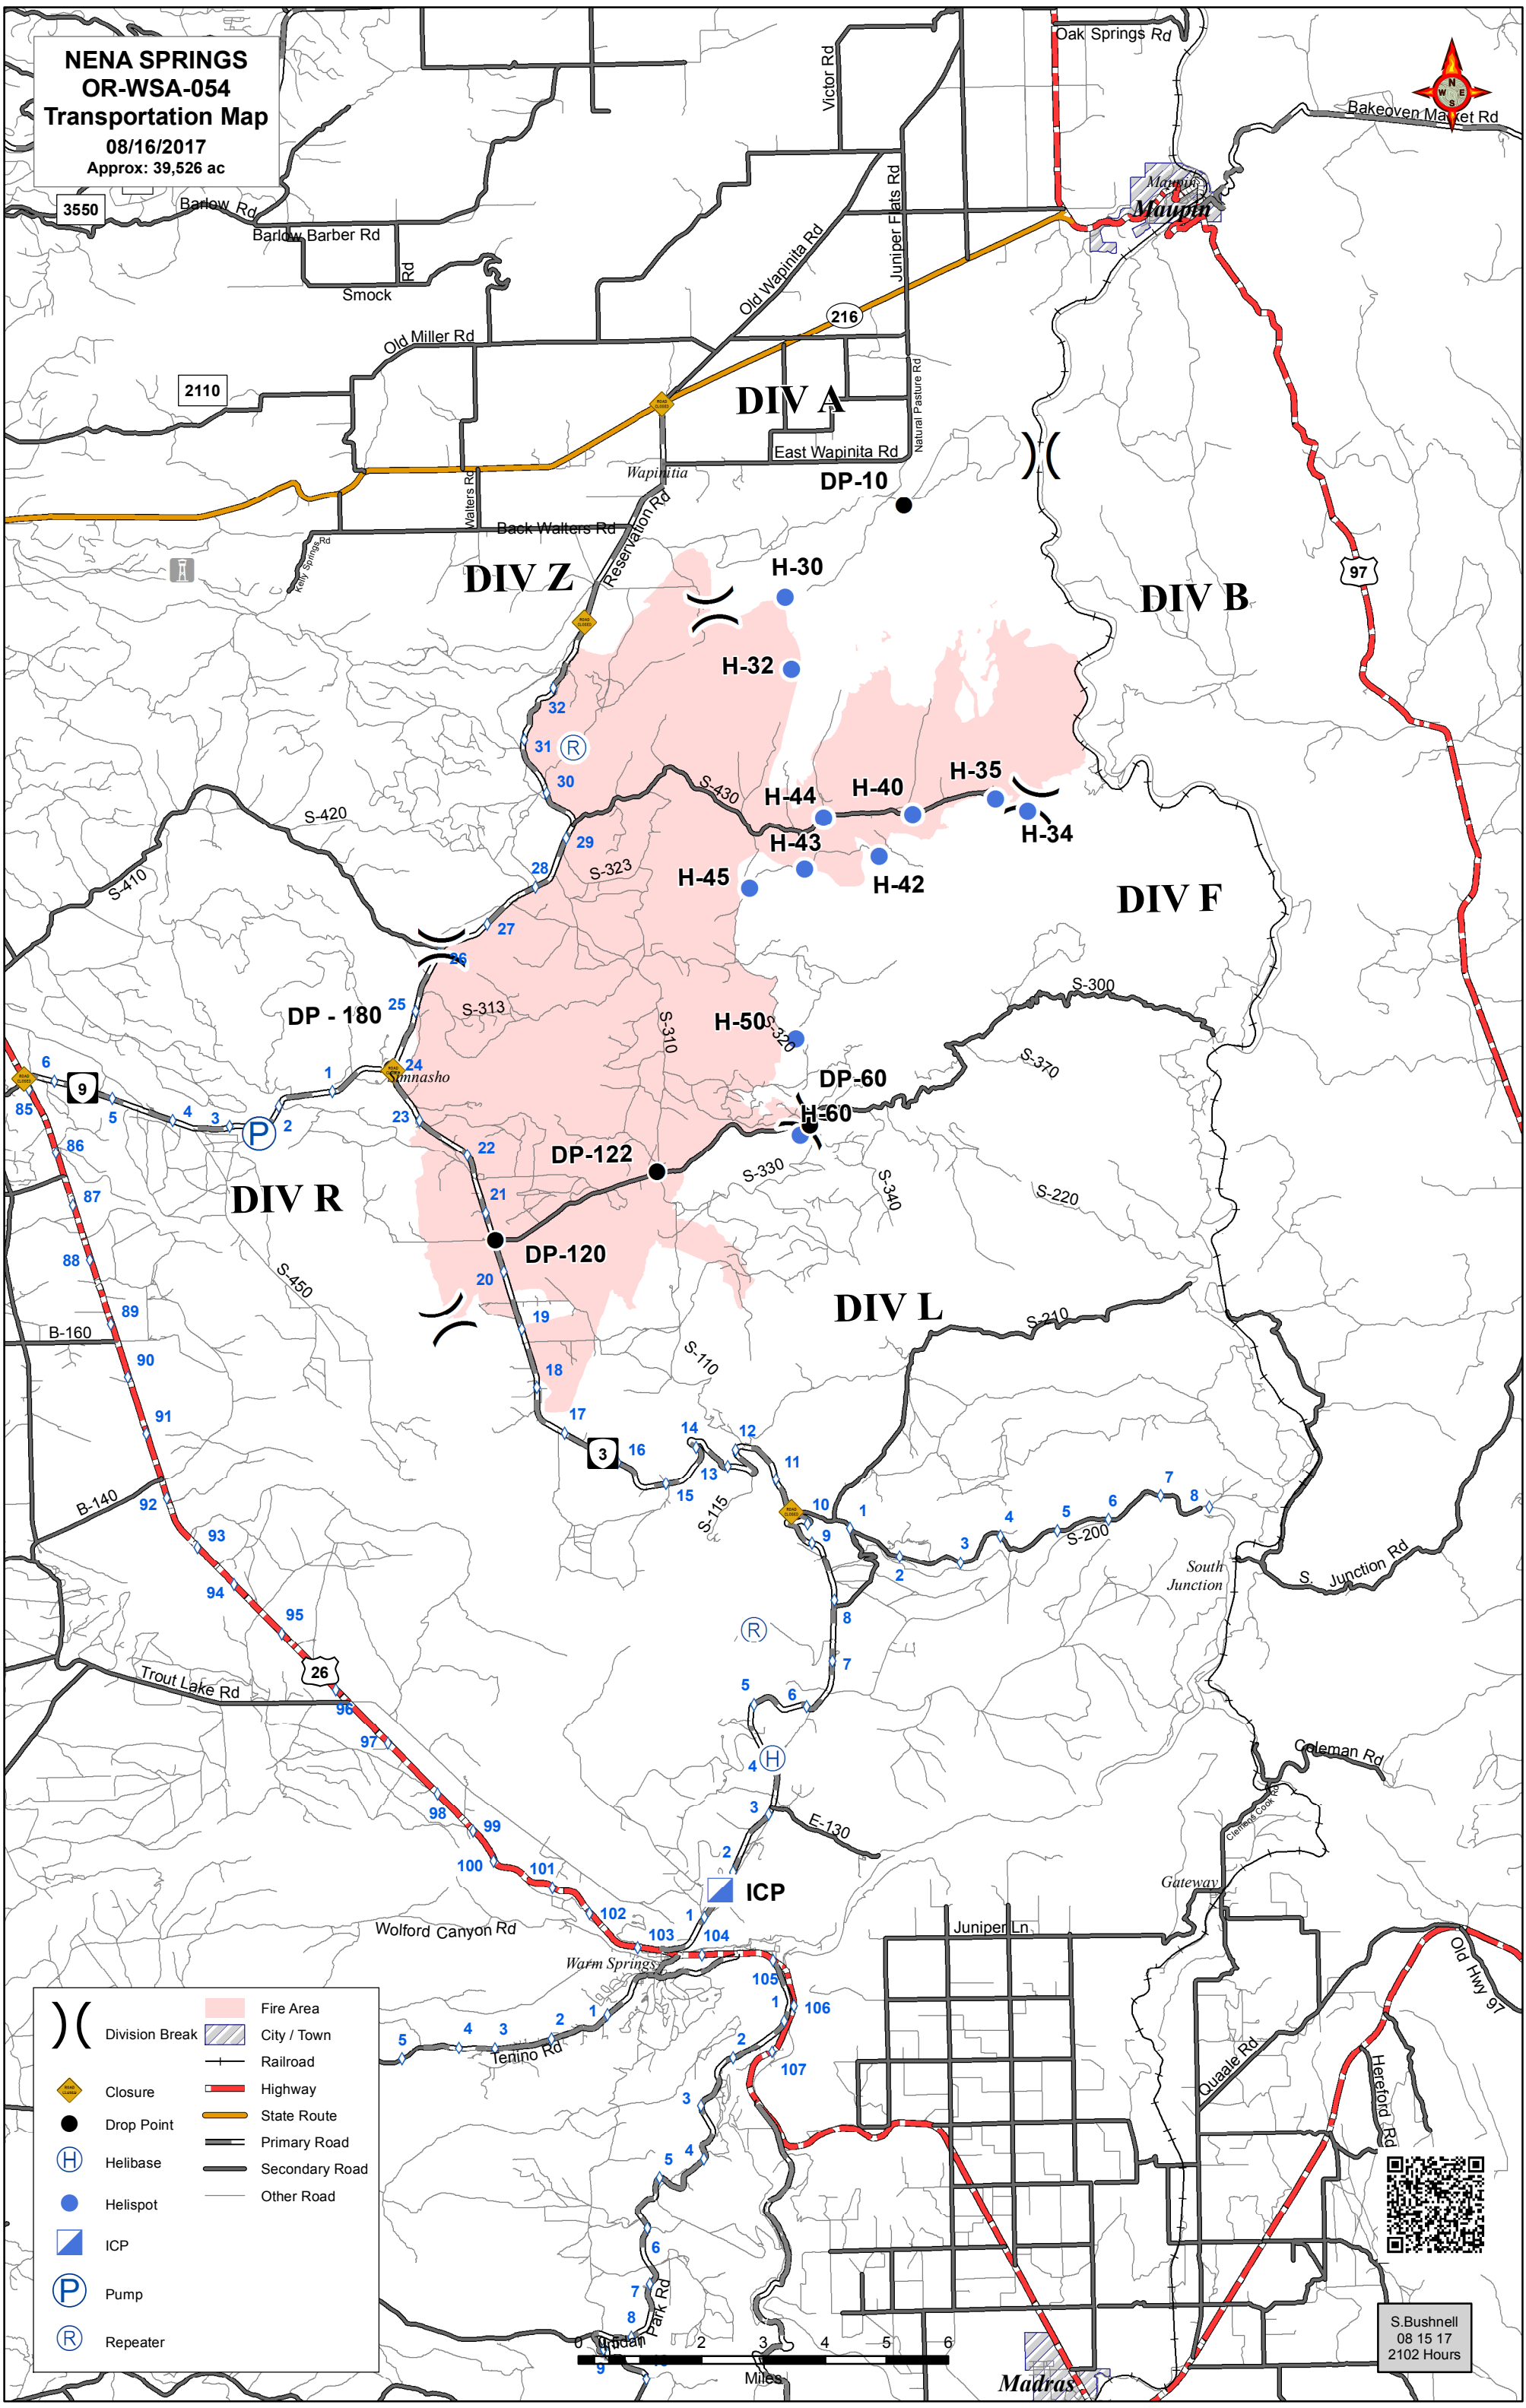 NENA SPRINGS
OR-WSA-054
Transportation Map
08/16/2017
Approx: 39,526 ac
Oak Springs Rd
N
W E
S
Bakeoven Market Rd
Victor Rd
3550
Barlow Rd
Barlow Barber Rd
Rd
Smock
Maupin
Maupin
Juniper Flats Rd
Old Wapinita Rd
216
Old Miller Rd
2110
DIV A
Natural Pasture Rd
East Wapinita Rd
Wapinitia
DP-10
Walters Rd
Back Walters Rd
Reservation Rd
Kelly Springs Rd
DIV Z
H-30
97
DIV B
ROAD CLOSED
H-32
32
31
R
30
H-35
S-430
H-44
H-40
H-34
S-420
29
H-43
28
S-323
H-45
H-42
S-410
DIV F
27
26
S-300
25
S-313
DP - 180
S-310
H-50
S-320
S-370
24
Simnasho
6
9
5
4
3
P
2
1
85
86
87
88
89
90
91
92
DP-60
H-60
23
22
DP-122
S-330
S-340
S-220
21
DIV R
DP-120
20
S-450
19
DIV L
S-210
B-160
18
S-110
17
3
16
15
14
13
12
11
S-115
10
9
1
2
3
4
5
6
7
8
S-200
B-140
93
94
95
South
Junction
S. Junction Rd
8
R
7
26
Trout Lake Rd
96
5
6
97
H
4
Coleman Rd
98
3
E-130
Clemens Cook Rd
99
100
101
2
ICP
Gateway
102
1
Wolford Canyon Rd
103
104
Juniper Ln
Old Hwy 97
Warm Springs
105
106
107
1
2
3
4
5
Tenino Rd
1
2
3
4
5
6
7
8
9
Park Rd
Quaale Rd
Hereford Rd
Division Break
Closure
Drop Point
H
Helibase
Helispot
ICP
P
Pump
R
Repeater
Fire Area
City / Town
Railroad
Highway
State Route
Primary Road
Secondary Road
Other Road
0 0.5 1 2 3 4 5 6
Miles
Madras
S.Bushnell
08 15 17
2102 Hours